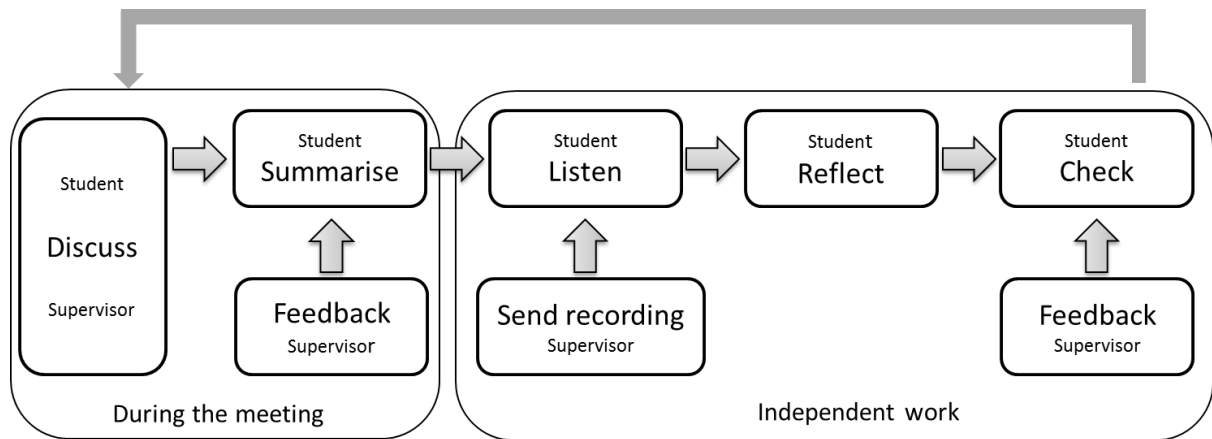 Student
Discuss
Supervisor
Student
Summarise
Feedback
Supervisor
During the meeting
Student
Listen
Send recording
Supervisor
Student
Reflect
Student
Check
Feedback
Supervisor
Independent work